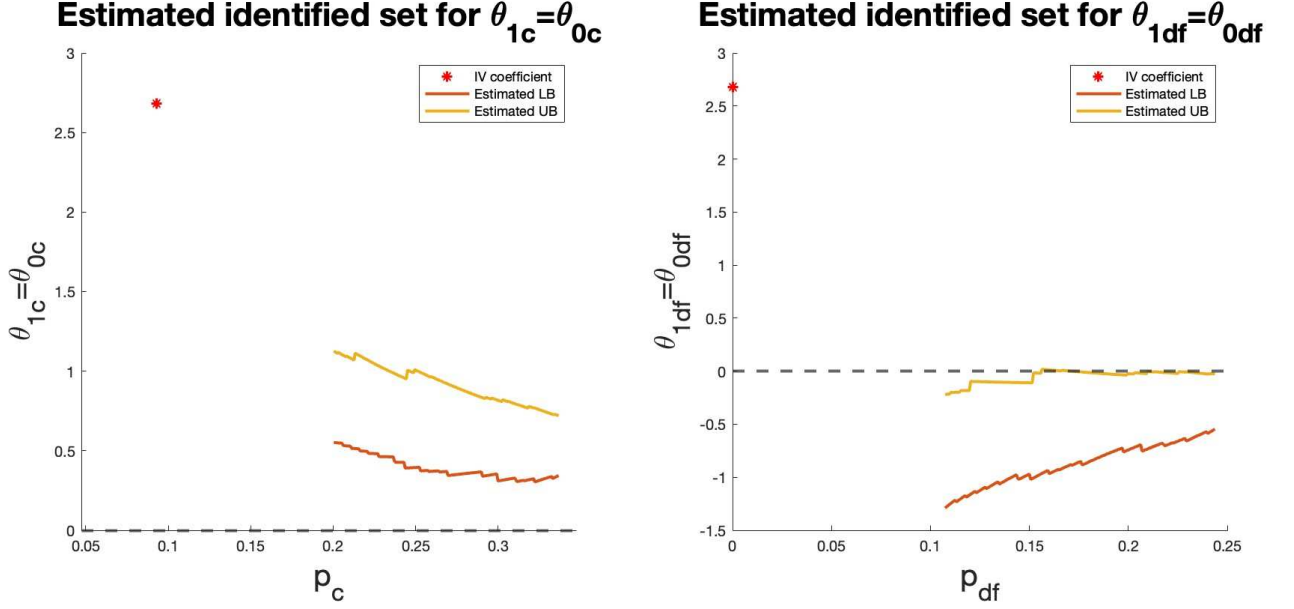 Estimated identified set for θ1c=θ0c
3
IV coefficient
Estimated LB
Estimated UB
2.5
2
1.5
1
0.5
0
θ1c=θ0c
0.05
0.1
0.15
0.2
0.25
0.3
pc
Estimated identified set for θ1df=θ0df
3
IV coefficient
Estimated LB
Estimated UB
2.5
2
1.5
1
0.5
0
-0.5
-1
-1.5
θ1df=θ0df
0
0.05
0.1
0.15
0.2
0.25
pdf